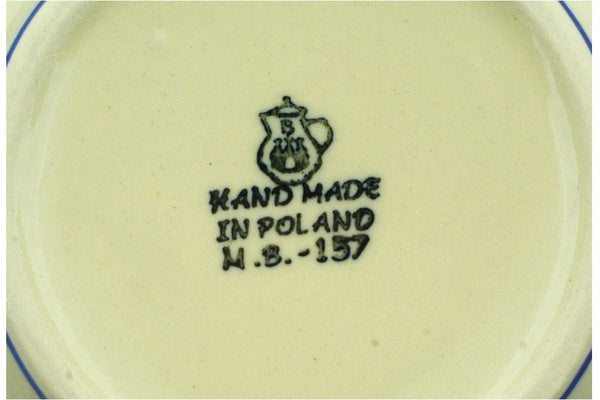 B
HAND MADE
IN POLAND
M.B.-157